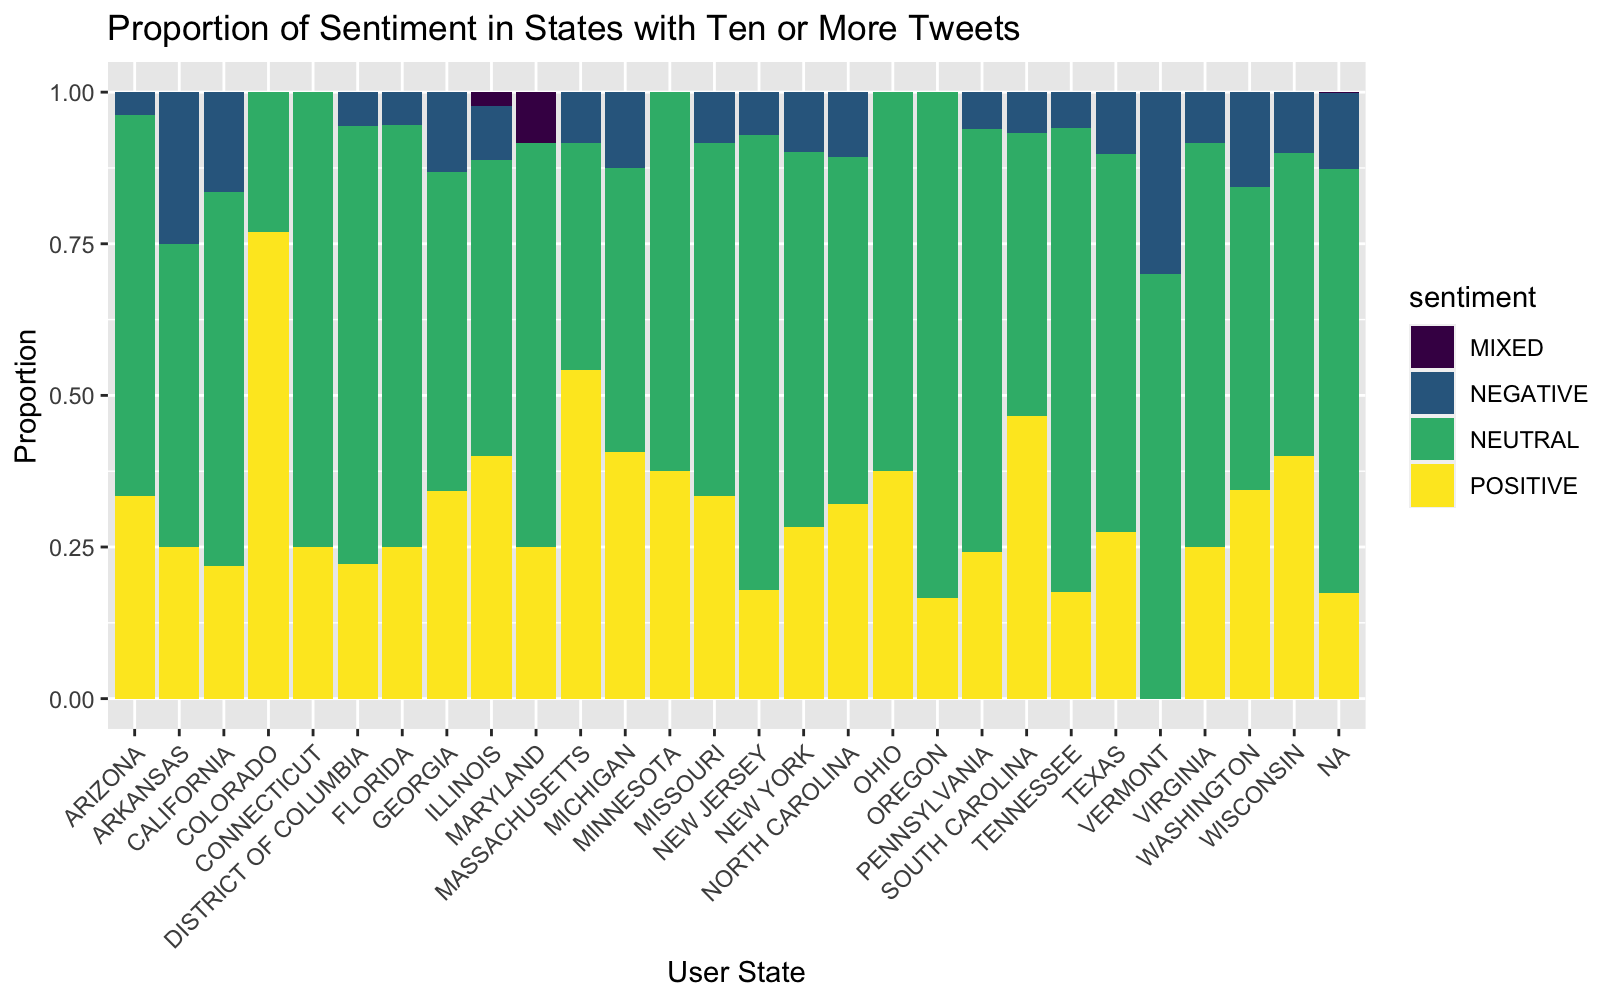 Proportion of Sentiment in States with Ten or More Tweets
Proportion
1.00
0.75
0.50
0.25
0.00
ARIZONA
ARKANSAS
CALIFORNIA
COLORADO
CONNECTICUT
DISTRICT OF COLUMBIA
FLORIDA
GEORGIA
ILLINOIS
MARYLAND
MASSACHUSETTS
MICHIGAN
MINNESOTA
MISSOURI
NEW JERSEY
NEW YORK
NORTH CAROLINA
OHIO
OREGON
PENNSYLVANIA
SOUTH CAROLINA
TENNESSEE
TEXAS
VERMONT
VIRGINIA
WASHINGTON
WISCONSIN
NA
User State
sentiment
MIXED
NEGATIVE
NEUTRAL
POSITIVE